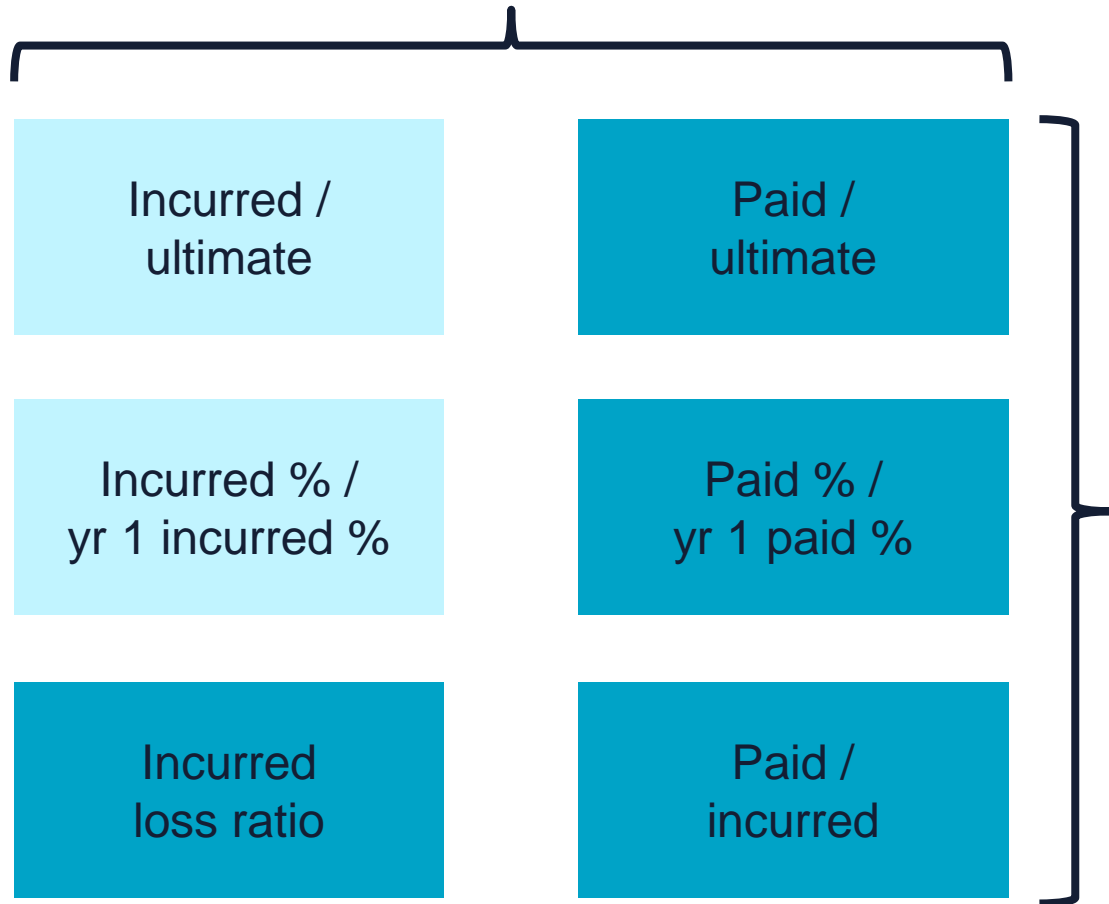 Incurred /
ultimate
Paid /
ultimate
Incurred % /
yr 1 incurred %
Paid % /
yr 1 paid %
Incurred
loss ratio
Paid /
incurred